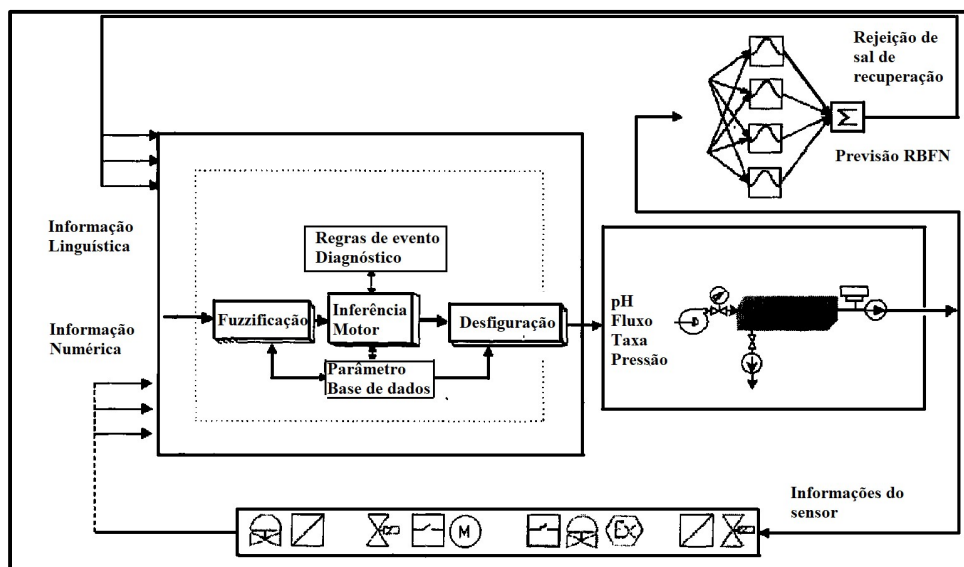 Rejeição de
sal de
recuperação
Σ
Previsão RBFN
Informação
Linguística
Regras de evento
Diagnóstico
Fuzzificação
Inferência
Motor
Desfiguração
pH
Fluxo
Taxa
Pressão
Informação
Numérica
Parâmetro
Base de dados
Informações do
sensor
M
Ex